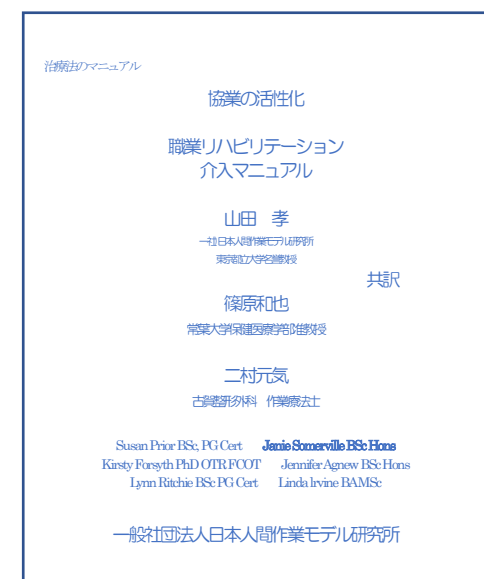 治療法のマニュアル
協業の活性化
職業リハビリテーション
介入マニュアル
山田 孝
一社)日本人間作業モデル研究所
東京都立大学名誉教授
共訳
篠原和也
常葉大学保健医療学部准教授
二村元気
古賀整形外科 作業療法士
Susan Prior BSc, PG Cert Janie Somerville BSc Hons
Kirsty Forsyth PhD OTR FCOT Jennifer Agnew BSc Hons
Lynn Ritchie BSc PG Cert Linda Irvine BAMSc
一般社団法人日本人間作業モデル研究所